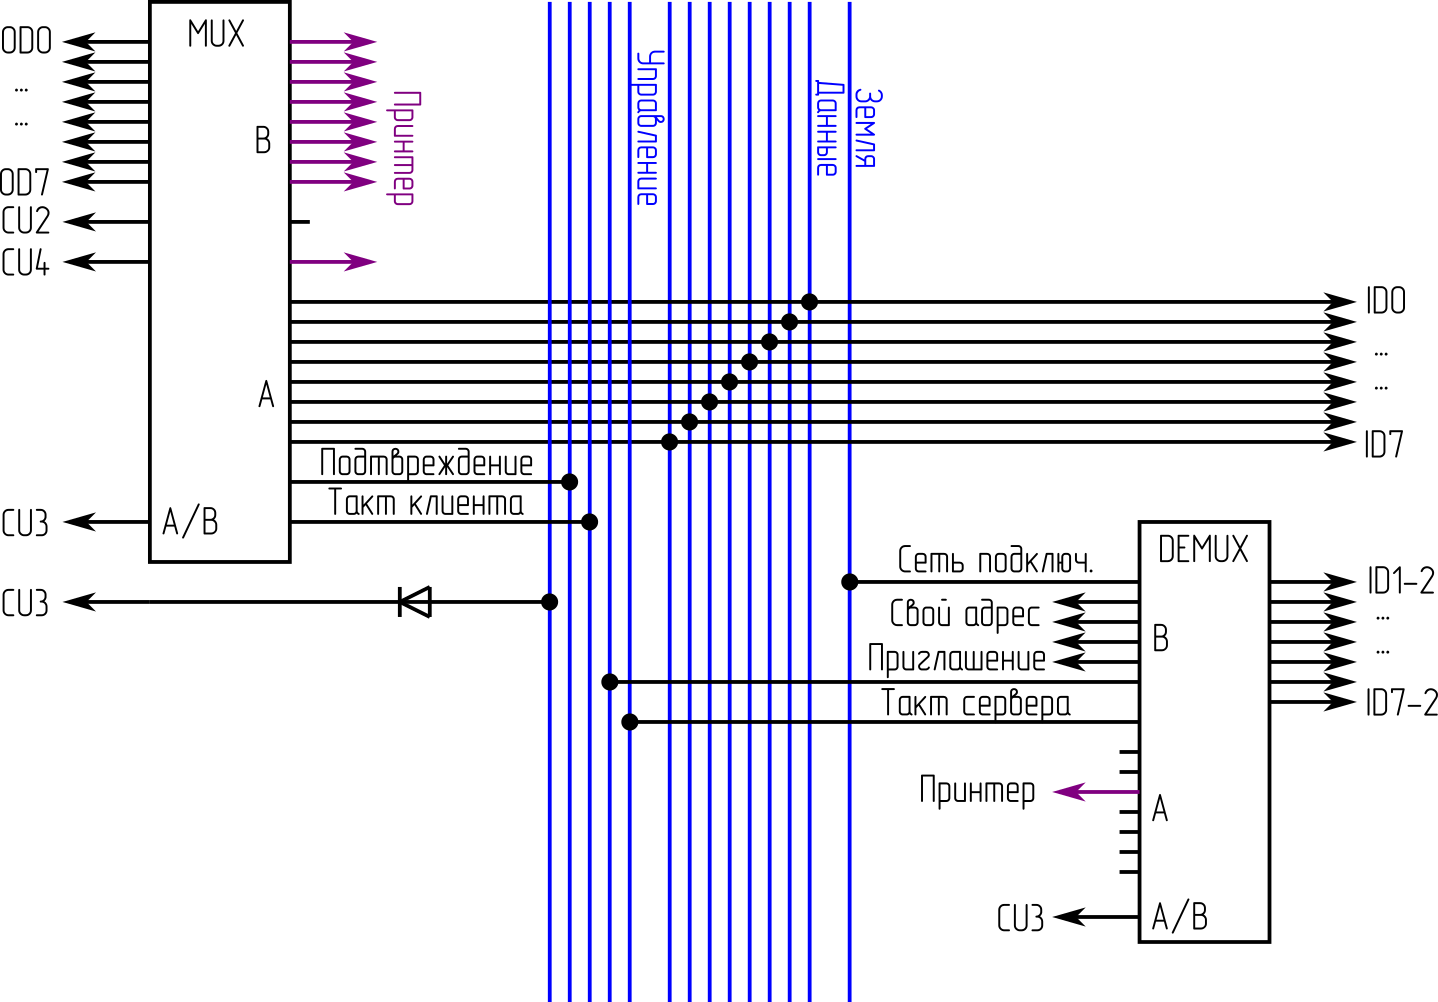 OD0
...
...
OD7
CU2
CU4
CU3
CU3
MUX
B
A
A/B
Принтер
Управление
Данные
Земля
Подтвреждение
Такт клиента
ID0
...
...
ID7
Сеть подключ.
Свой адрес
Приглашение
Такт сервера
Принтер
CU3
DEMUX
B
A
A/B
ID1-2
...
...
ID7-2